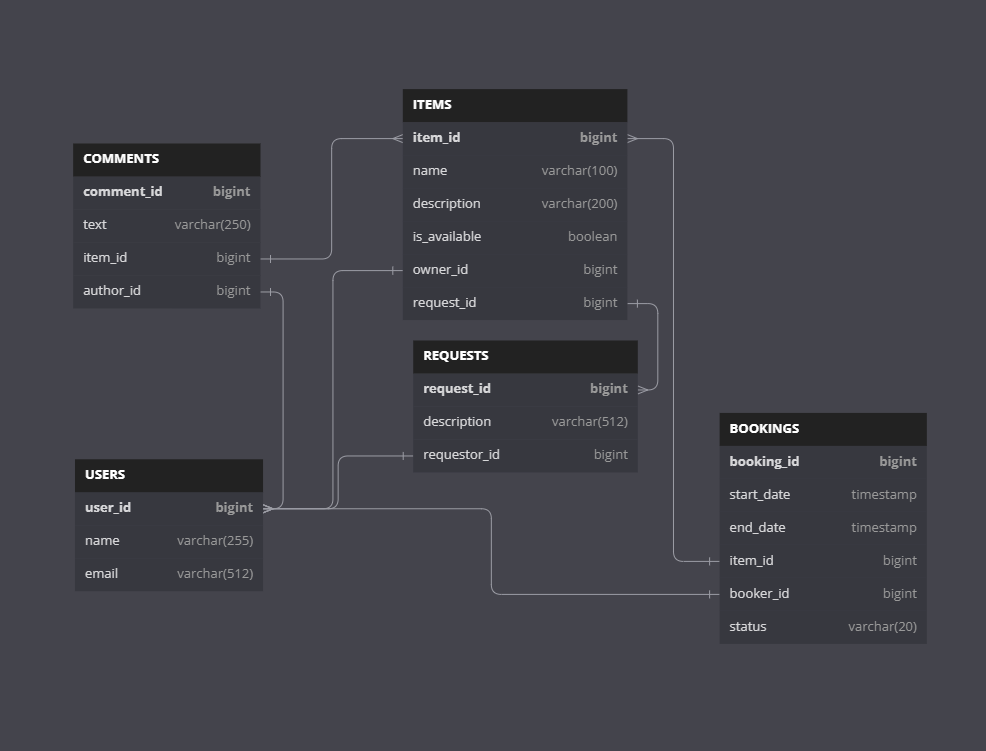 ITEMS
item_id bigint
name varchar(100)
description varchar(200)
is_available boolean
owner_id bigint
request_id bigint
COMMENTS
comment_id bigint
text varchar(250)
item_id bigint
author_id bigint
REQUESTS
request_id bigint
description varchar(512)
requestor_id bigint
USERS
user_id bigint
name varchar(255)
email varchar(512)
BOOKINGS
booking_id bigint
start_date timestamp
end_date timestamp
item_id bigint
booker_id bigint
status varchar(20)